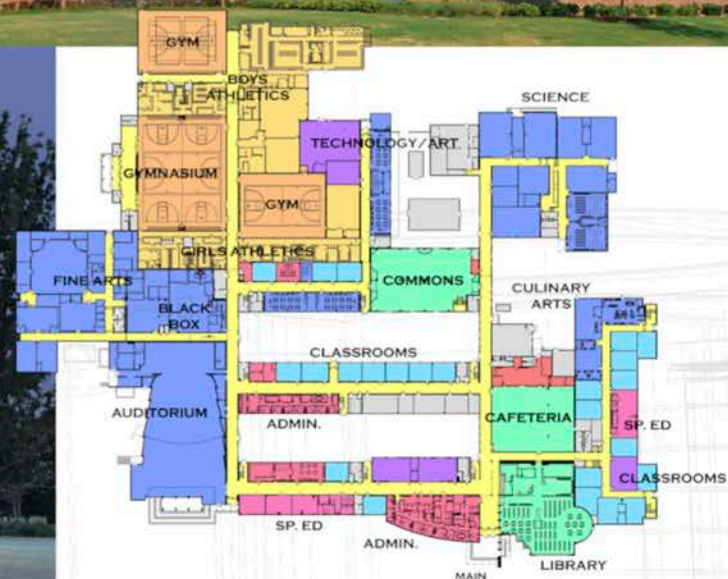 GYM
BOYS
ATHLETICS
SCIENCE
TECHNOLOGY/ART
GYMNASIUM
GYM
GIRLS ATHLETICS
FINE ARTS
COMMONS
CULINARY
ARTS
BLACK
BOX
CLASSROOMS
AUDITORIUM
ADMIN.
CAFETERIA
SP. ED
CLASSROOMS
SP. ED
ADMIN.
LIBRARY
MAIN